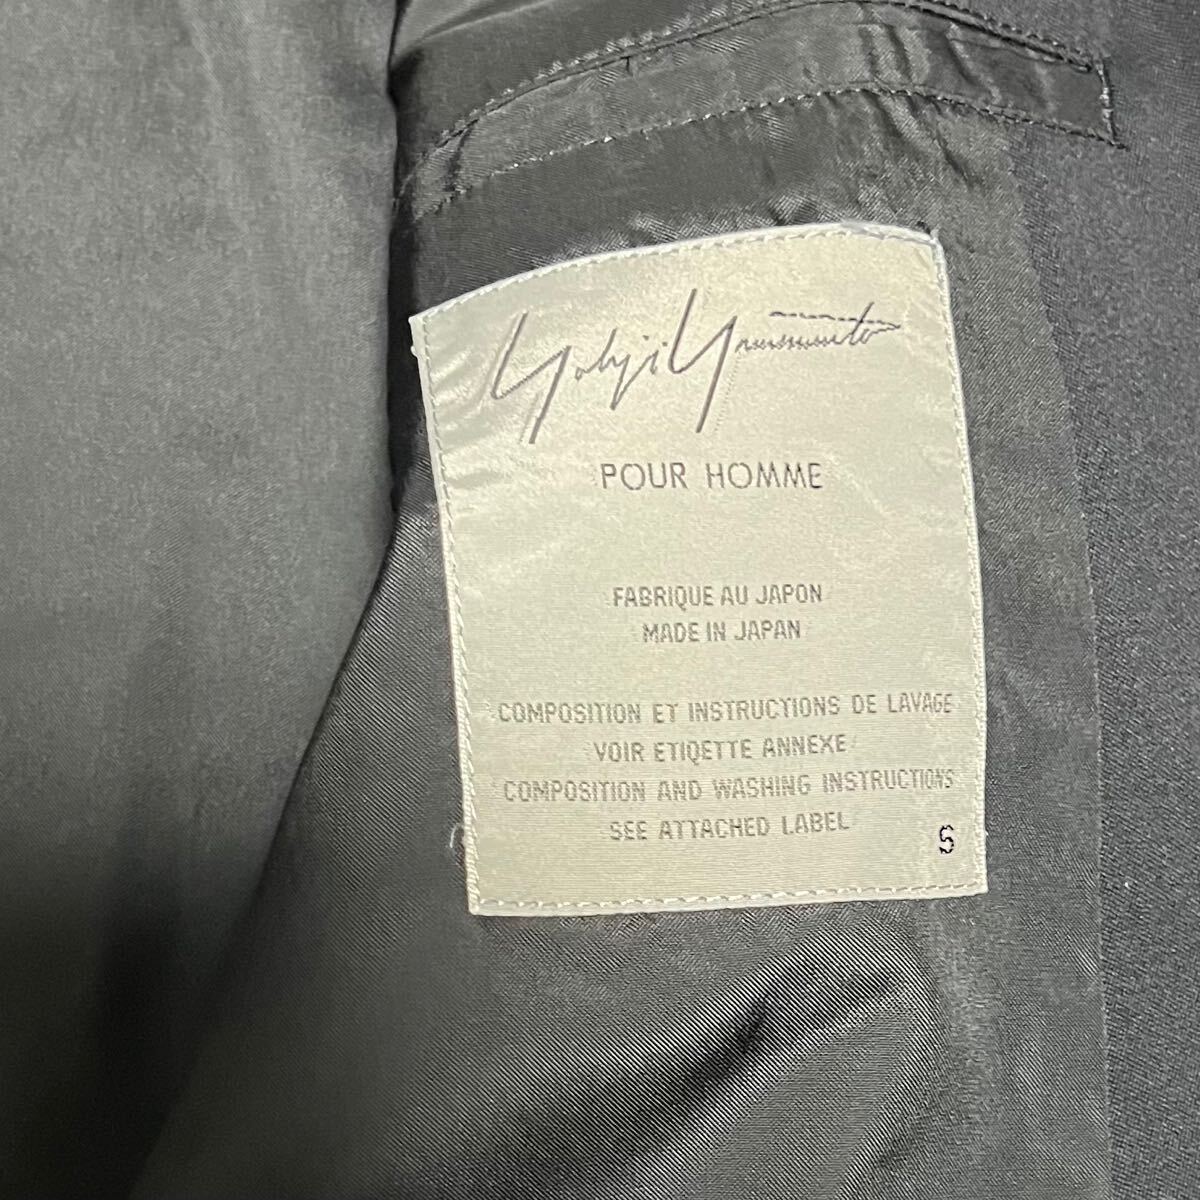 Yohji Yamamoto
POUR HOMME
FABRIQUE AU JAPON
MADE IN JAPAN
COMPOSITION ET INSTRUCTIONS DE LAVAGE
VOIR ETIQETTE ANNEXE
COMPOSITION AND WASHING INSTRUCTIONS
SEE ATTACHED LABEL
S